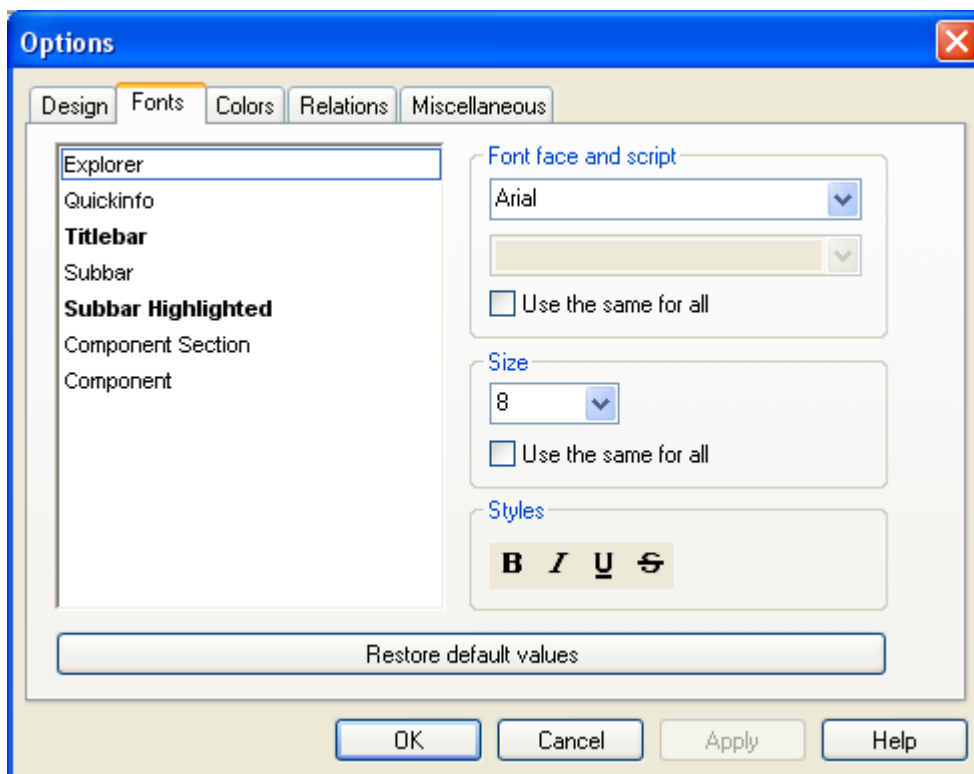 Options
Design Fonts Colors Relations Miscellaneous
Explorer
Quickinfo
Titlebar
Subbar
Subbar Highlighted
Component Section
Component
Font face and script
Arial
Use the same for all
Size
8
Use the same for all
Styles
B I U S
Restore default values
OK Cancel Apply Help